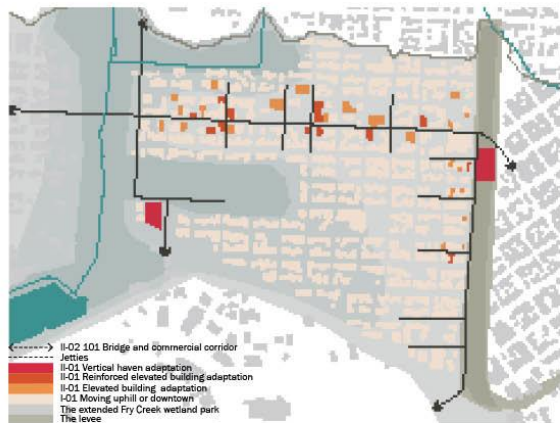 II-02 101 Bridge and commercial corridor
Jetties
II-01 Vertical haven adaptation
II-01 Reinforced elevated building adaptation
II-01 Elevated building adaptation
I-01 Moving uphill or downtown
The extended Fry Creek wetland park
The levee